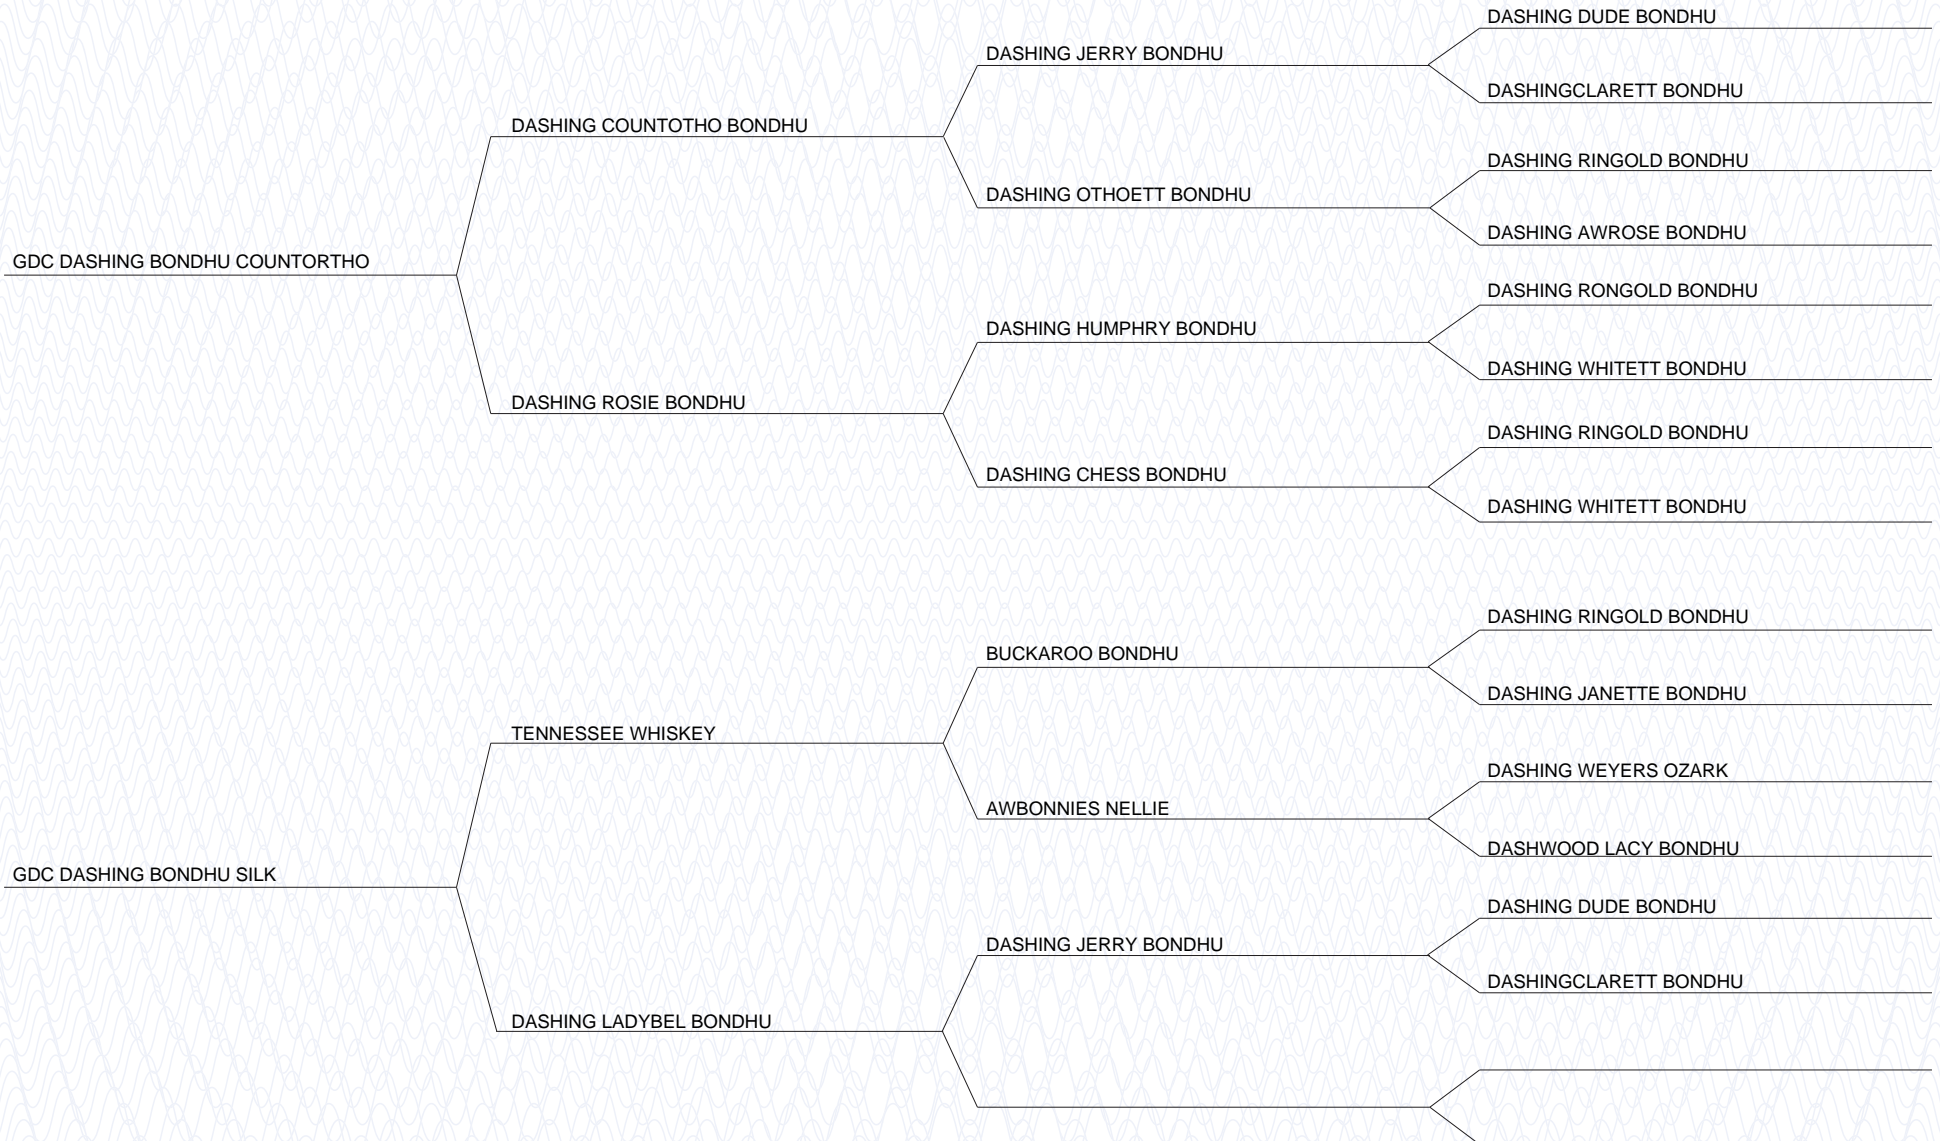 DASHING DUDE BONDHU
DASHING JERRY BONDHU
DASHINGCLARETT BONDHU
DASHING COUNTOTHO BONDHU
DASHING RINGOLD BONDHU
DASHING OTHOETT BONDHU
DASHING AWROSE BONDHU
GDC DASHING BONDHU COUNTORTHO
DASHING RONGOLD BONDHU
DASHING HUMPHRY BONDHU
DASHING WHITETT BONDHU
DASHING ROSIE BONDHU
DASHING RINGOLD BONDHU
DASHING CHESS BONDHU
DASHING WHITETT BONDHU
DASHING RINGOLD BONDHU
BUCKAROO BONDHU
DASHING JANETTE BONDHU
TENNESSEE WHISKEY
DASHING WEYERS OZARK
AWBONNIES NELLIE
DASHWOOD LACY BONDHU
GDC DASHING BONDHU SILK
DASHING DUDE BONDHU
DASHING JERRY BONDHU
DASHINGCLARETT BONDHU
DASHING LADYBEL BONDHU